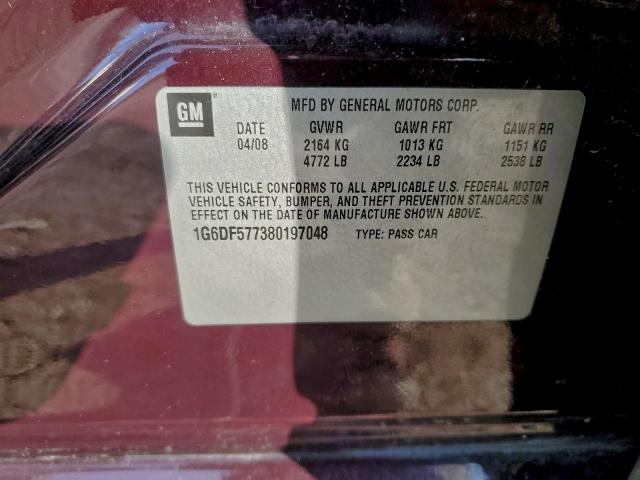 GM ®
MFD BY GENERAL MOTORS CORP.
DATE GVWR GAWR FRT GAWR RR
04/08 2164 KG 1013 KG 1151 KG
4772 LB 2234 LB 2538 LB
THIS VEHICLE CONFORMS TO ALL APPLICABLE U.S. FEDERAL MOTOR
VEHICLE SAFETY, BUMPER, AND THEFT PREVENTION STANDARDS IN
EFFECT ON THE DATE OF MANUFACTURE SHOWN ABOVE.
1G6DF577380197048 TYPE: PASS CAR